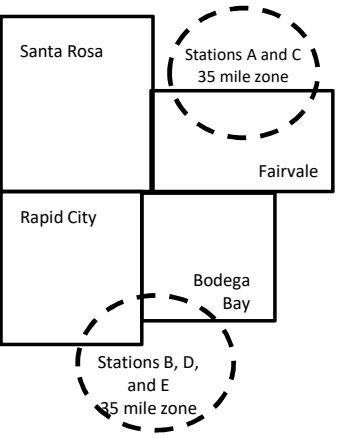 Santa Rosa
Stations A and C
35 mile zone
Fairvale
Rapid City
Bodega
Bay
Stations B, D,
and E
35 mile zone